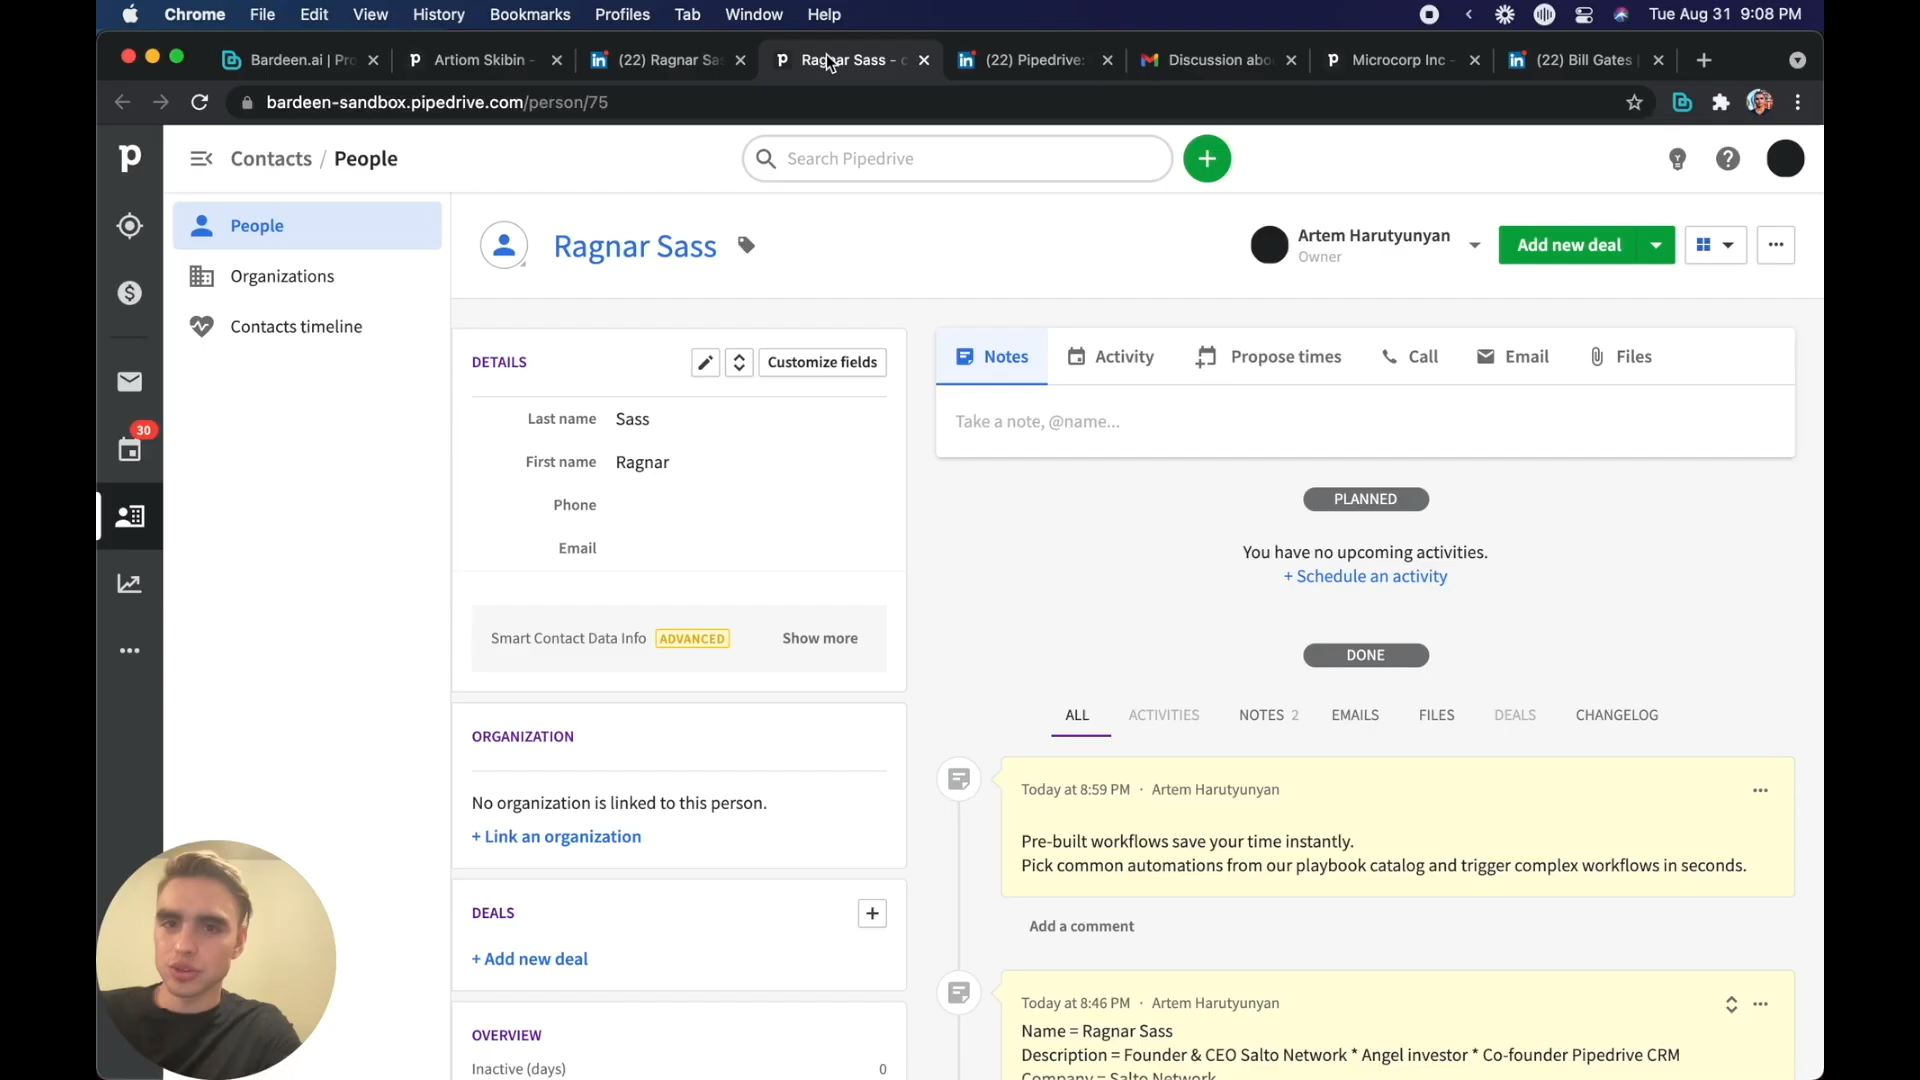 Chrome File Edit View History Bookmarks Profiles Tab Window Help Tue Aug 31 9:08 PM
Bardeen.ai | Pro Artiom Skibin - (22) Ragnar Sas Ragnar Sass - c (22) Pipedrive: Discussion abo Microcorp Inc - (22) Bill Gates |
bardeen-sandbox.pipedrive.com/person/75
Contacts / People
Search Pipedrive
People
Organizations
Contacts timeline
30
Ragnar Sass
Artem Harutyunyan
Owner
Add new deal
DETAILS
Customize fields
Last name Sass
First name Ragnar
Phone
Email
Smart Contact Data Info ADVANCED Show more
ORGANIZATION
No organization is linked to this person.
+ Link an organization
DEALS
+ Add new deal
OVERVIEW
Inactive (days) 0
Notes Activity Propose times Call Email Files
Take a note, @name...
PLANNED
You have no upcoming activities.
+ Schedule an activity
DONE
ALL ACTIVITIES NOTES 2 EMAILS FILES DEALS CHANGELOG
Today at 8:59 PM · Artem Harutyunyan
Pre-built workflows save your time instantly.
Pick common automations from our playbook catalog and trigger complex workflows in seconds.
Add a comment
Today at 8:46 PM · Artem Harutyunyan
Name = Ragnar Sass
Description = Founder & CEO Salto Network * Angel investor * Co-founder Pipedrive CRM
Company = Salto Network